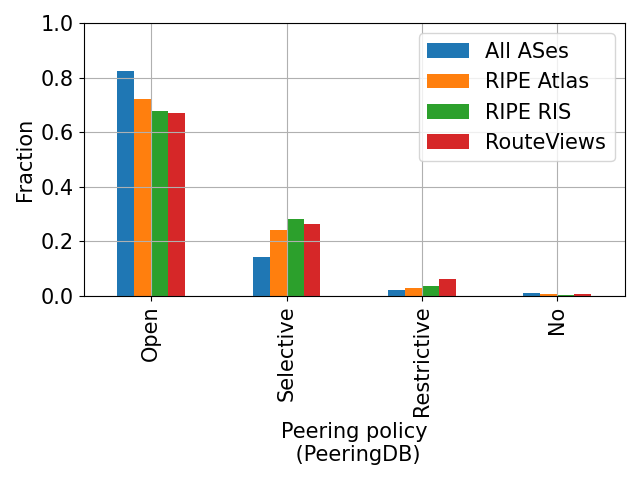 1.0
0.8
0.6
0.4
0.2
0.0
Fraction
All ASes
RIPE Atlas
RIPE RIS
RouteViews
Open
Selective
Restrictive
No
Peering policy
(PeeringDB)